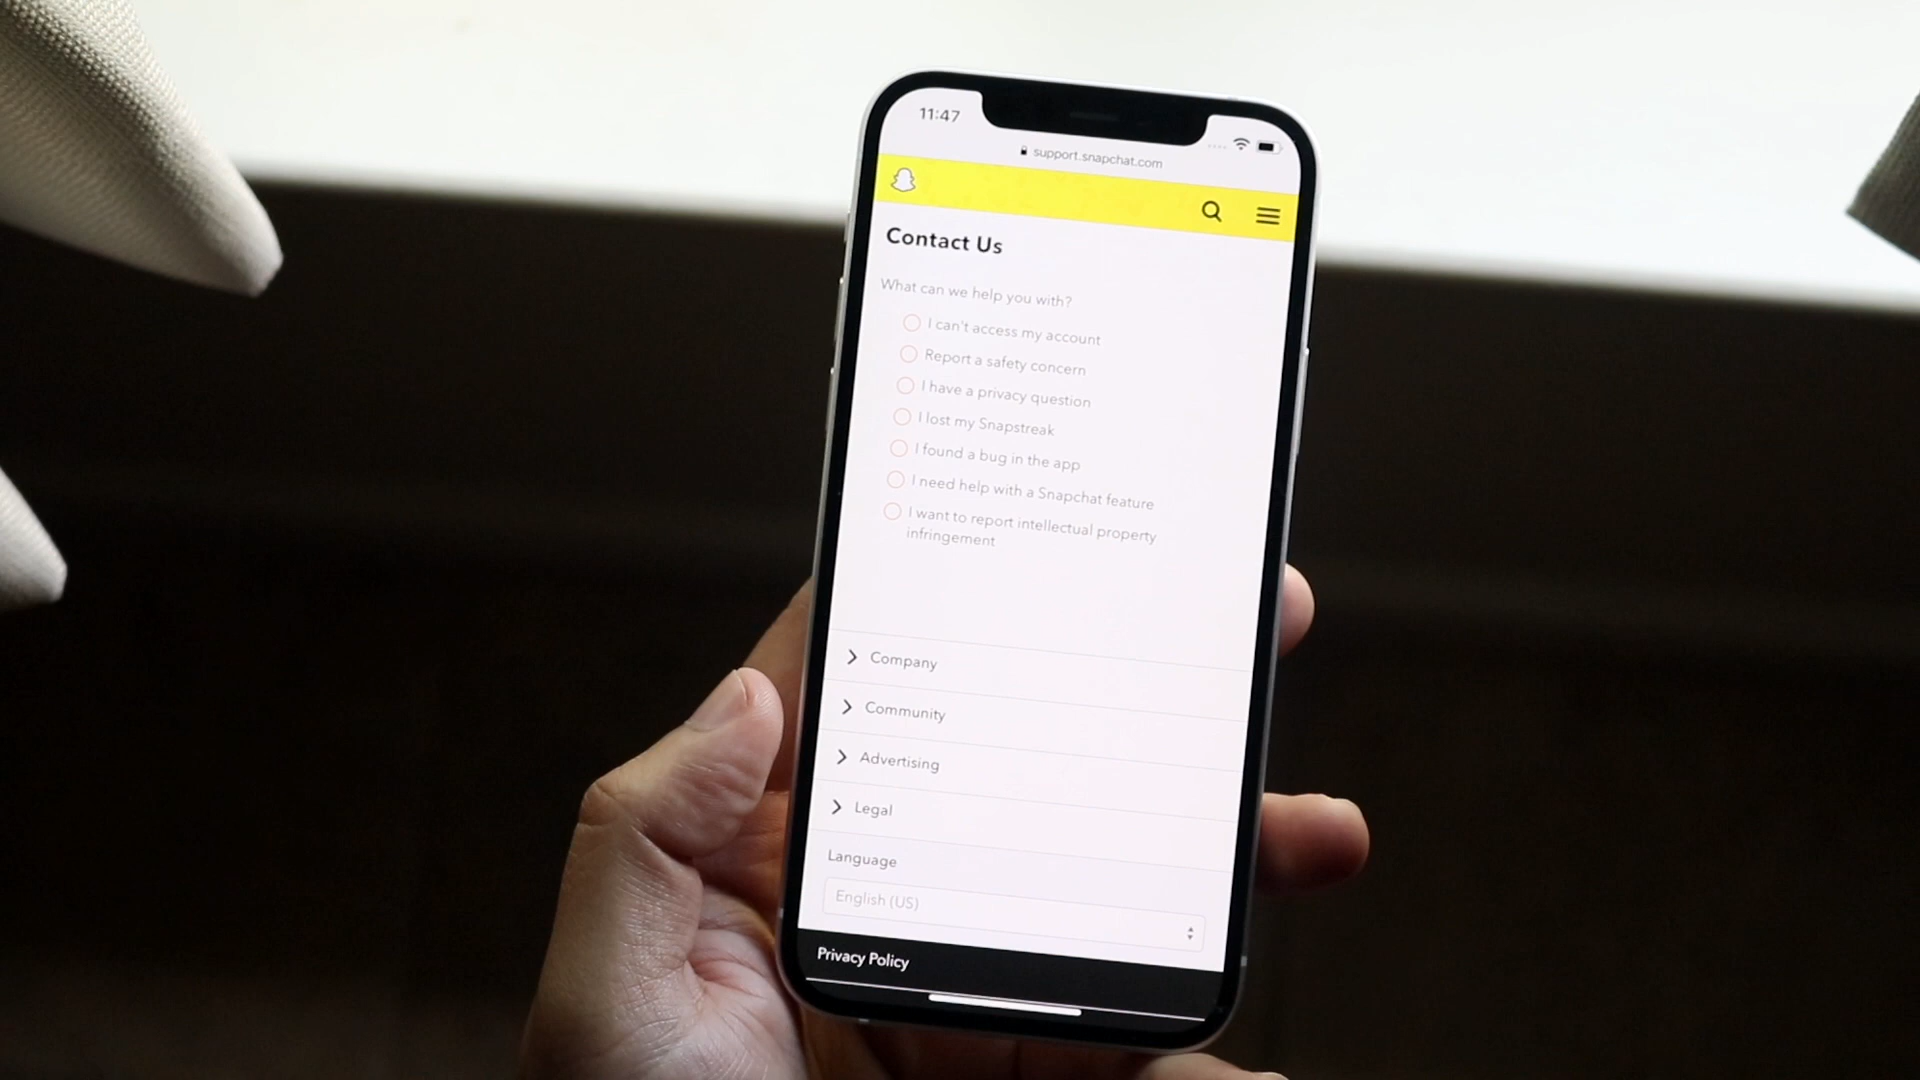 11:47
support.snapchat.com
Contact Us
What can we help you with?
I can't access my account
Report a safety concern
I have a privacy question
I lost my Snapstreak
I found a bug in the app
I need help with a Snapchat feature
I want to report intellectual property
infringement
Company
Community
Advertising
Legal
Language
English (US)
Privacy Policy